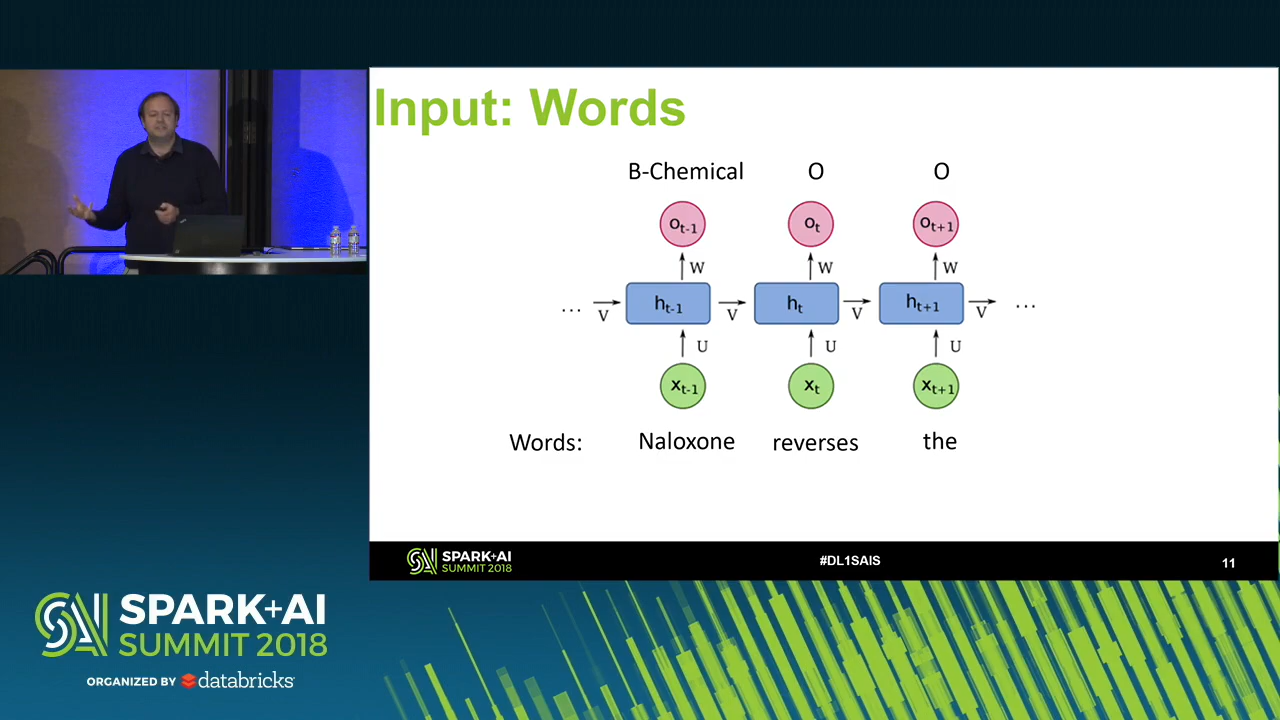 Input: Words
B-Chemical O O
ot-1 ot ot+1
W W W
... V ht-1 V ht V ht+1 V ...
U U U
xt-1 xt xt+1
Words: Naloxone reverses the
SPARK+AI
SUMMIT 2018
#DL1SAIS
11
SPARK+AI
SUMMIT 2018
ORGANIZED BY databricks